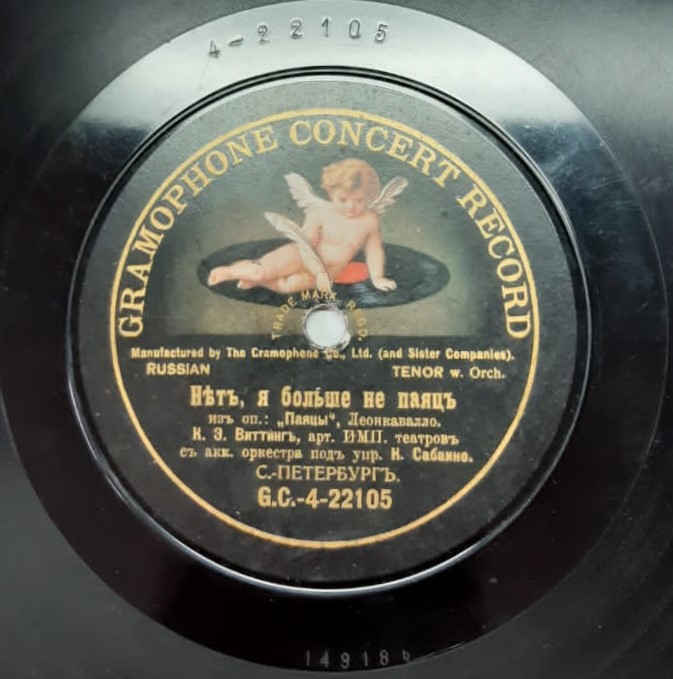 4-22105
GRAMOPHONE CONCERT RECORD
TRADE MARK REGD.
Manufactured by The Gramophone Co., Ltd. (and Sister Companies).
RUSSIAN TENOR w. Orch.
Нѣтъ, я больше не паяцъ
изъ оп.: „Паяцы“, Леонкавалло.
К. Э. Виттингъ, арт. ИМП. театровъ
съ акк. оркестра подъ упр. И. Сабаино.
С.-ПЕТЕРБУРГЪ.
G.C.-4-22105